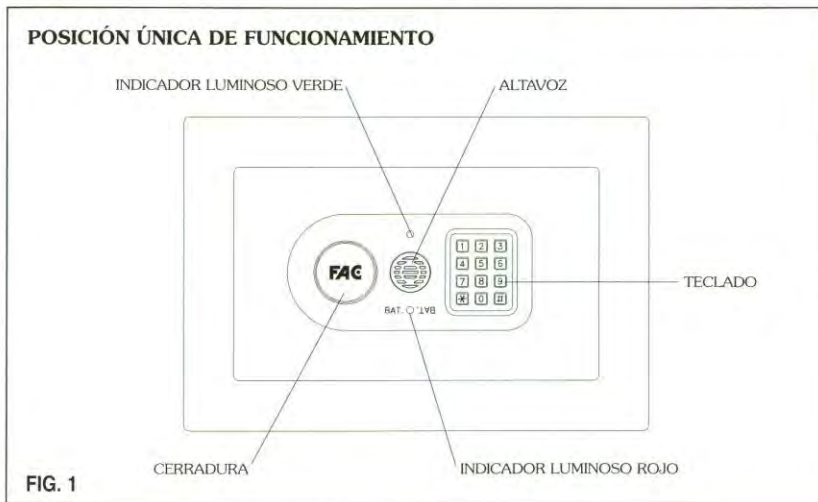 POSICIÓN ÚNICA DE FUNCIONAMIENTO
INDICADOR LUMINOSO VERDE
ALTAVOZ
1 2 3
4 5 6
FAC
7 8 9
TECLADO
* 0 #
BAT. BAT.
CERRADURA
INDICADOR LUMINOSO ROJO
FIG. 1